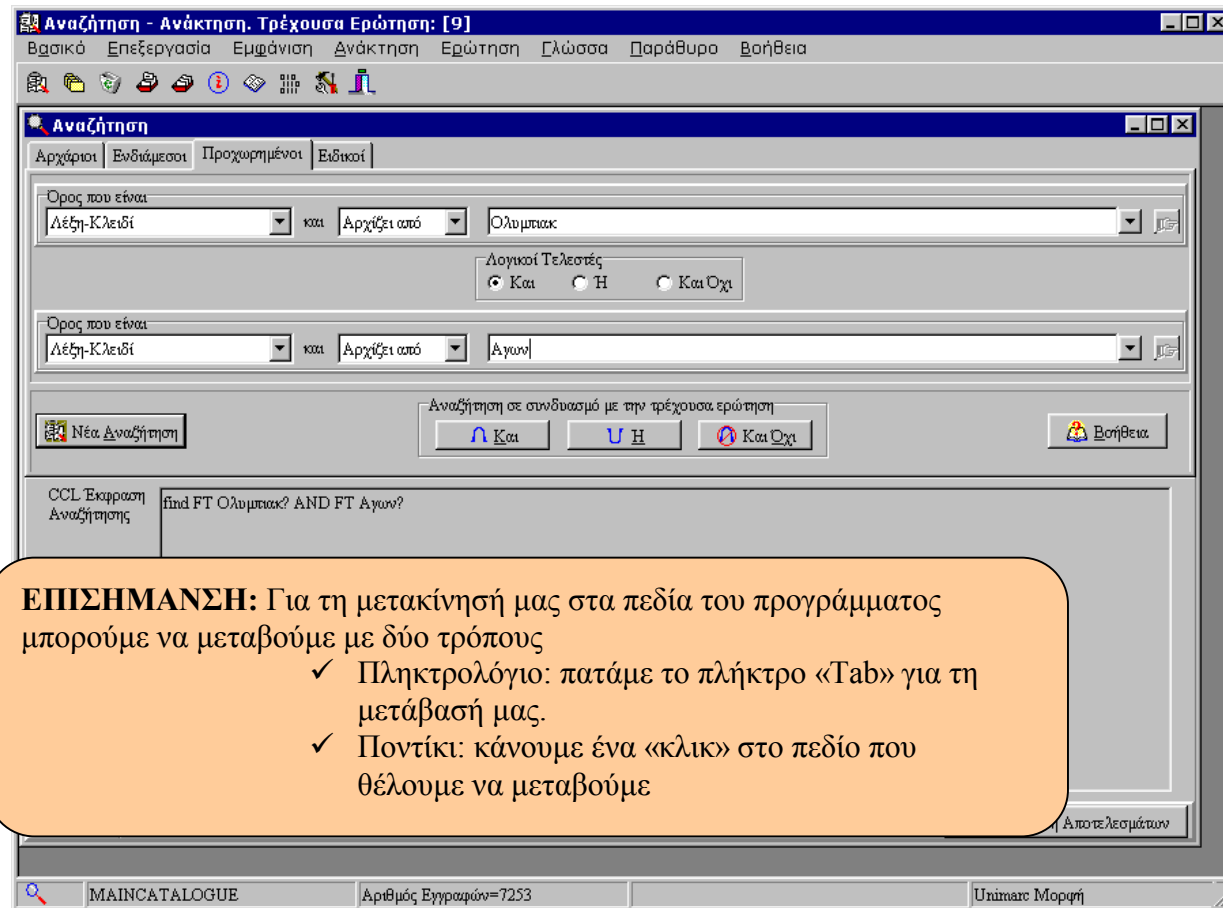 Αναζήτηση - Ανάκτηση. Τρέχουσα Ερώτηση: [9]
Βασικό Επεξεργασία Εμφάνιση Ανάκτηση Ερώτηση Γλώσσα Παράθυρο Βοήθεια
Αναζήτηση
Αρχάριοι Ενδιάμεσοι Προχωρημένοι Ειδικοί
Όρος που είναι
Λέξη-Κλειδί και Αρχίζει από Ολυμπιακ
Λογικοί Τελεστές
Και Ή Και Όχι
Όρος που είναι
Λέξη-Κλειδί και Αρχίζει από Αγων
Αναζήτηση σε συνδυασμό με την τρέχουσα ερώτηση
Νέα Αναζήτηση Και Ή Και Όχι Βοήθεια
CCL Έκφραση
Αναζήτησης
find FT Ολυμπιακ? AND FT Αγων?
ΕΠΙΣΗΜΑΝΣΗ: Για τη μετακίνησή μας στα πεδία του προγράμματος
μπορούμε να μεταβούμε με δύο τρόπους
✓ Πληκτρολόγιο: πατάμε το πλήκτρο «Tab» για τη
μετάβασή μας.
✓ Ποντίκι: κάνουμε ένα «κλικ» στο πεδίο που
θέλουμε να μεταβούμε
Αποτελεσμάτων
MAINCATALOGUE Αριθμός Εγγραφών=7253 Unimarc Μορφή